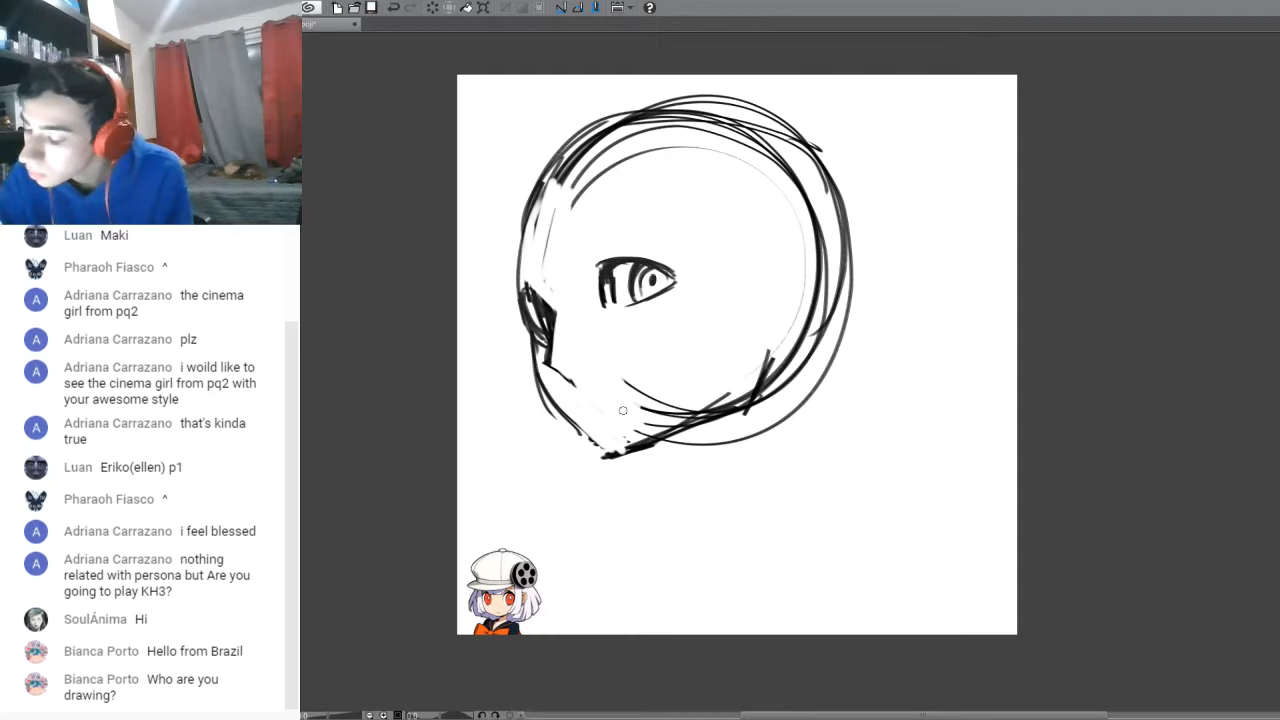 Luan Maki
Pharaoh Fiasco ^
Adriana Carrazano the cinema
girl from pq2
Adriana Carrazano plz
Adriana Carrazano i woild like to
see the cinema girl from pq2 with
your awesome style
Adriana Carrazano that's kinda
true
Luan Eriko(ellen) p1
Pharaoh Fiasco ^
Adriana Carrazano i feel blessed
Adriana Carrazano nothing
related with persona but Are you
going to play KH3?
SoulÁnima Hi
Bianca Porto Hello from Brazil
Bianca Porto Who are you
drawing?